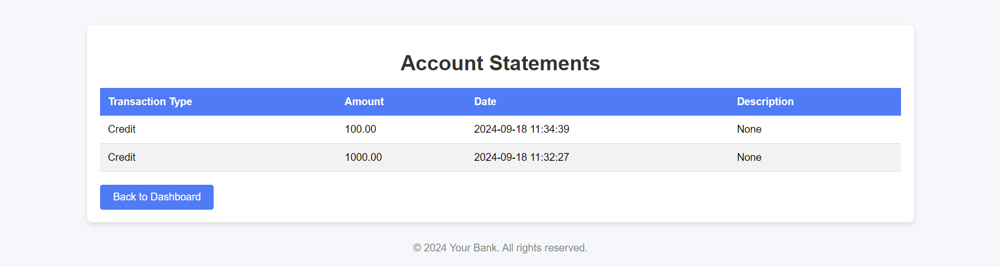 Account Statements
Transaction Type Amount Date Description
Credit 100.00 2024-09-18 11:34:39 None
Credit 1000.00 2024-09-18 11:32:27 None
Back to Dashboard
© 2024 Your Bank. All rights reserved.